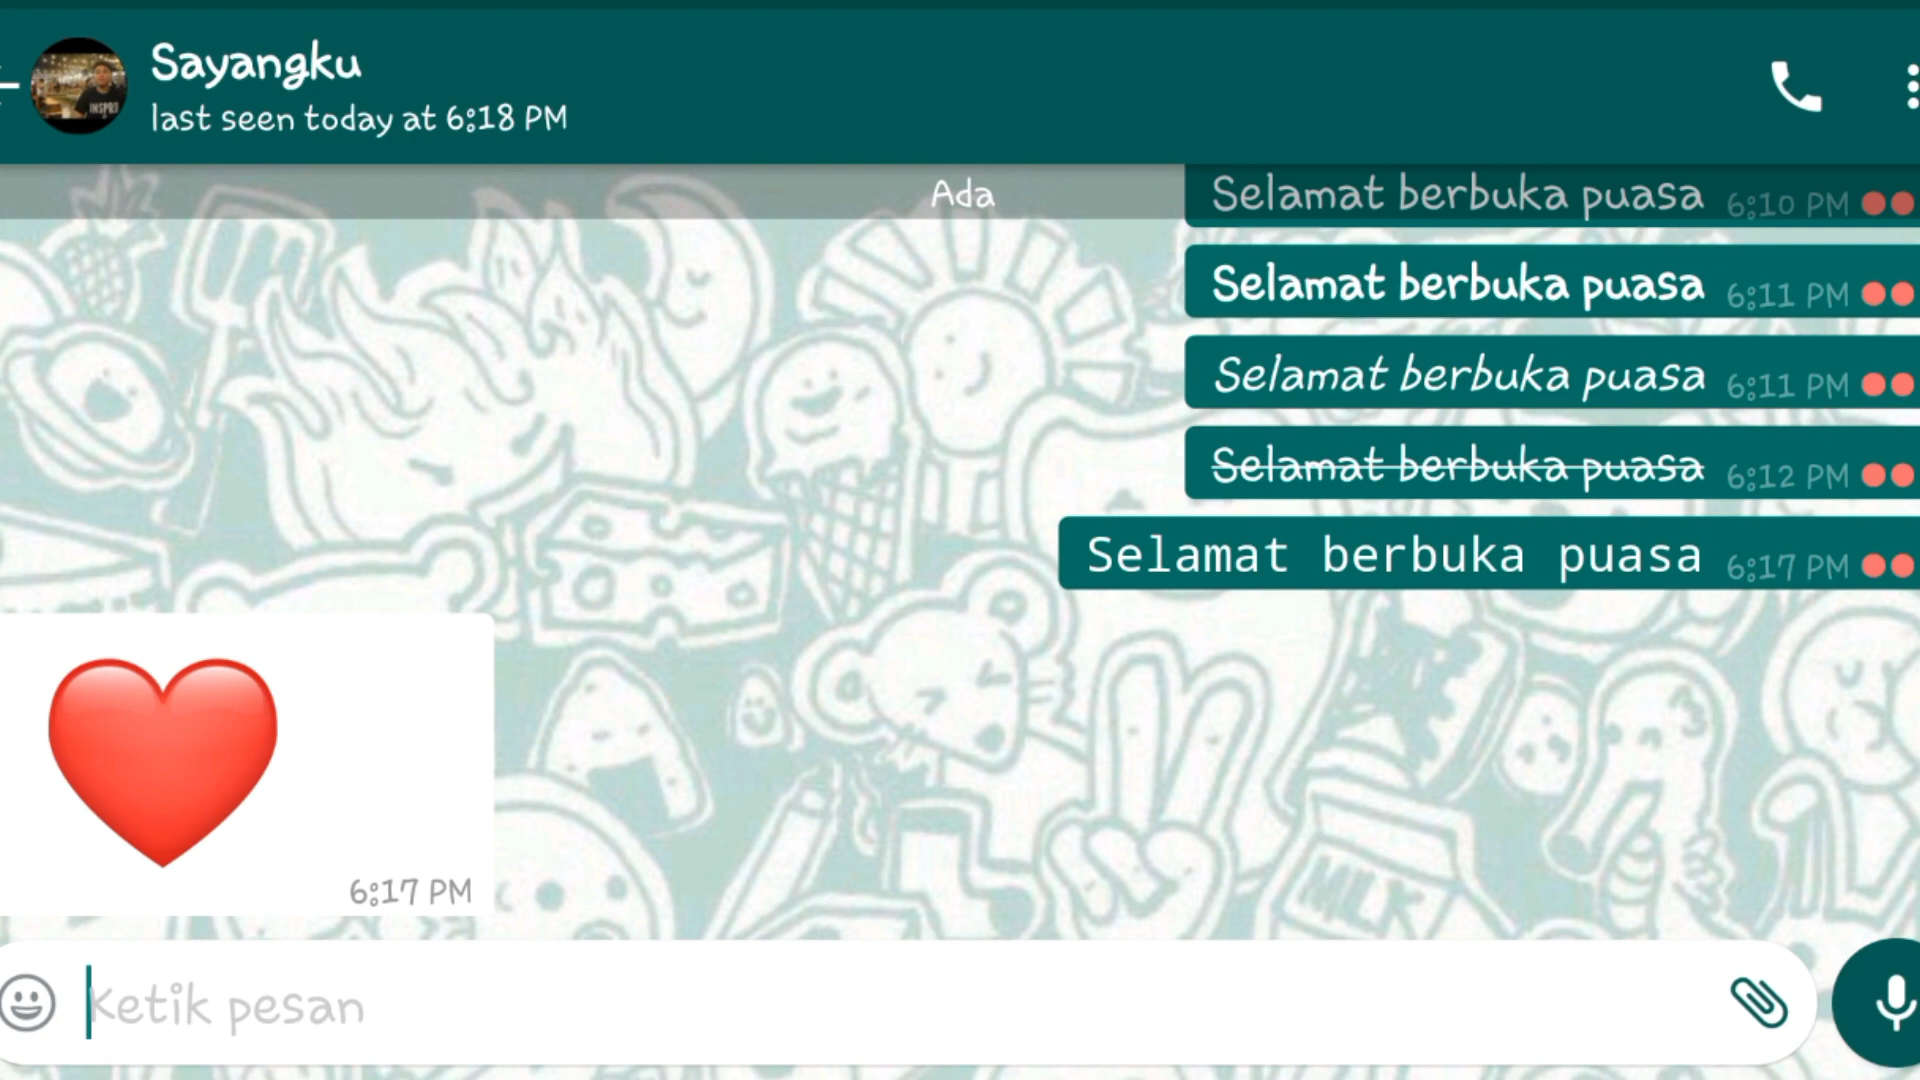 Sayangku
last seen today at 6:18 PM
Ada
Selamat berbuka puasa 6:10 PM
Selamat berbuka puasa 6:11 PM
Selamat berbuka puasa 6:11 PM
Selamat berbuka puasa 6:12 PM
Selamat berbuka puasa 6:17 PM
6:17 PM
MILK
Ketik pesan